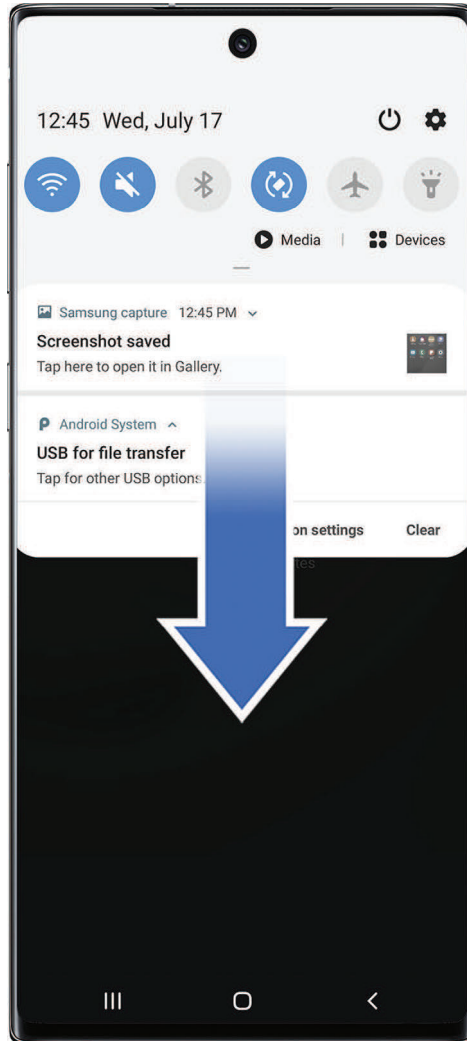 12:45 Wed, July 17
Media | Devices
Samsung capture 12:45 PM
Screenshot saved
Tap here to open it in Gallery.
Android System
USB for file transfer
Tap for other USB options.
settings Clear